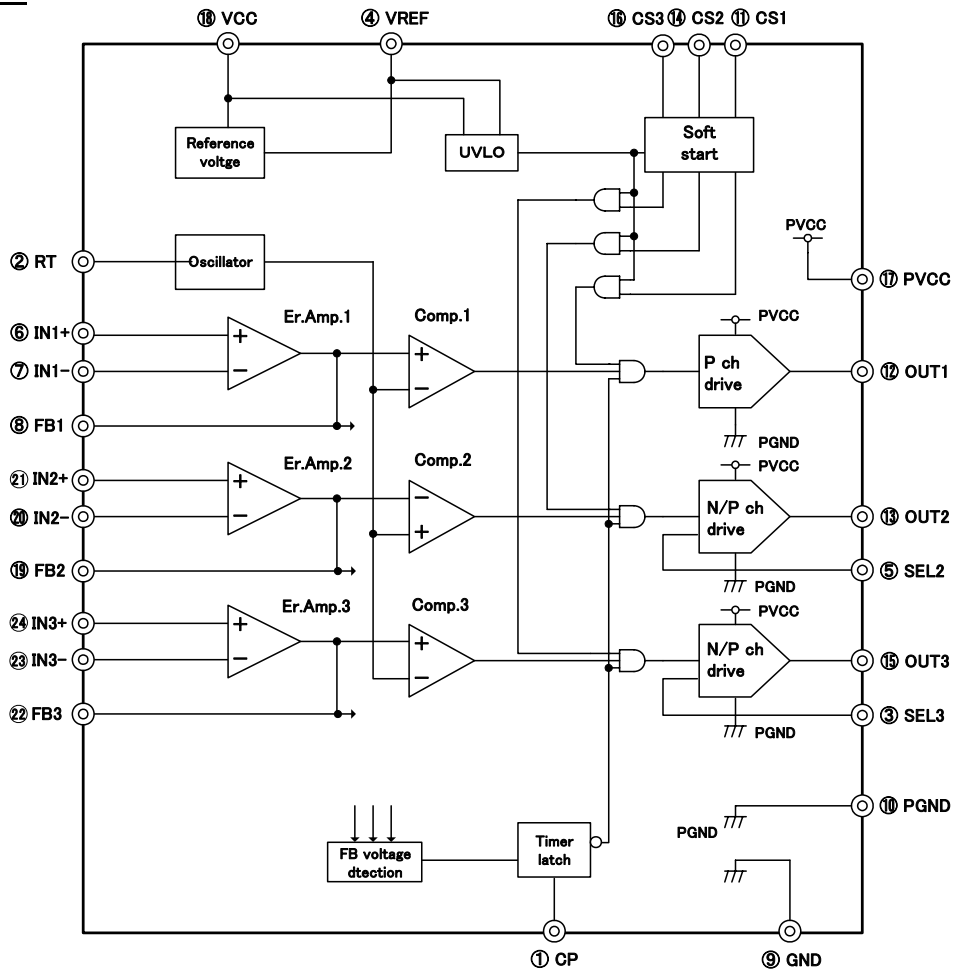 ⑱ VCC
④ VREF
⑯ CS3 ⑭ CS2 ⑪ CS1
Reference
voltge
UVLO
Soft
start
PVCC
⑰ PVCC
② RT
Oscillator
⑥ IN1+
⑦ IN1-
⑧ FB1
Er.Amp.1
+
-
Comp.1
+
-
PVCC
P ch
drive
PGND
⑫ OUT1
㉑ IN2+
⑳ IN2-
⑲ FB2
Er.Amp.2
+
-
Comp.2
-
+
PVCC
N/P ch
drive
PGND
⑬ OUT2
⑤ SEL2
㉔ IN3+
㉓ IN3-
㉒ FB3
Er.Amp.3
+
-
Comp.3
+
-
PVCC
N/P ch
drive
PGND
⑮ OUT3
③ SEL3
⑩ PGND
PGND
FB voltage
dtection
Timer
latch
① CP
⑨ GND